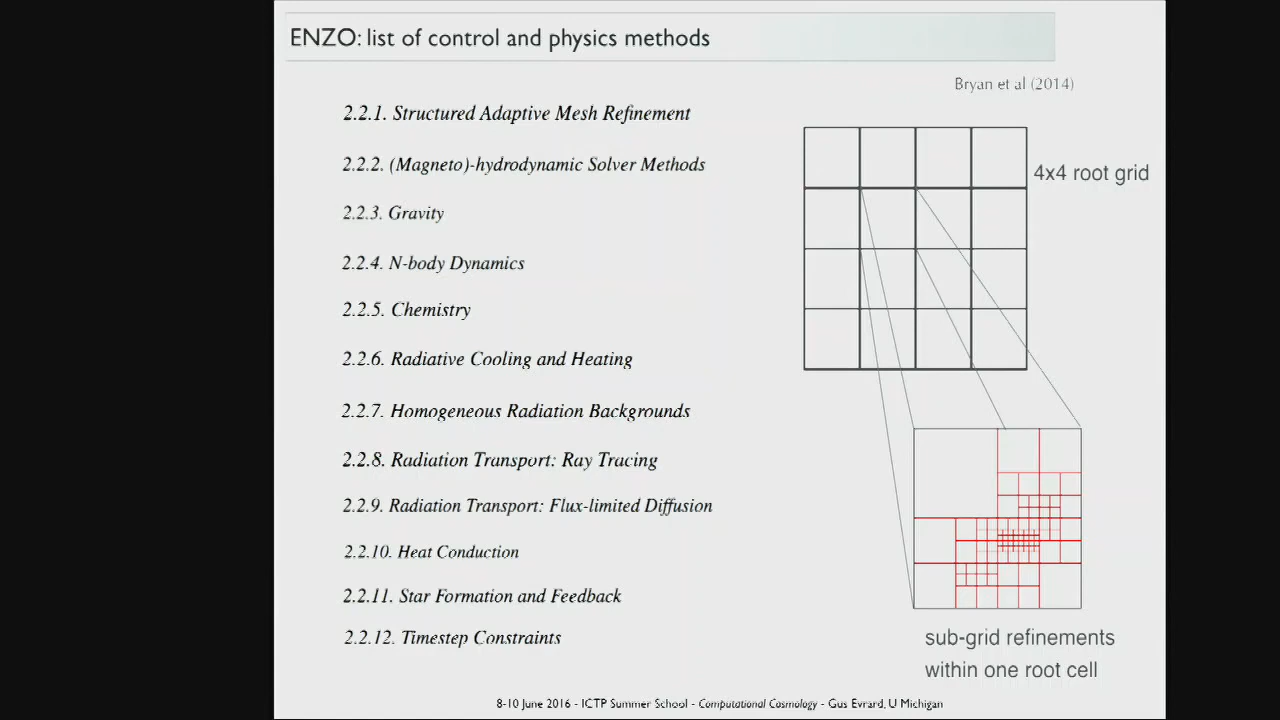 ENZO: list of control and physics methods
Bryan et al (2014)
2.2.1. Structured Adaptive Mesh Refinement
2.2.2. (Magneto)-hydrodynamic Solver Methods
2.2.3. Gravity
2.2.4. N-body Dynamics
2.2.5. Chemistry
2.2.6. Radiative Cooling and Heating
2.2.7. Homogeneous Radiation Backgrounds
2.2.8. Radiation Transport: Ray Tracing
2.2.9. Radiation Transport: Flux-limited Diffusion
2.2.10. Heat Conduction
2.2.11. Star Formation and Feedback
2.2.12. Timestep Constraints
4x4 root grid
sub-grid refinements
within one root cell
8-10 June 2016 - ICTP Summer School - Computational Cosmology - Gus Evrard, U Michigan